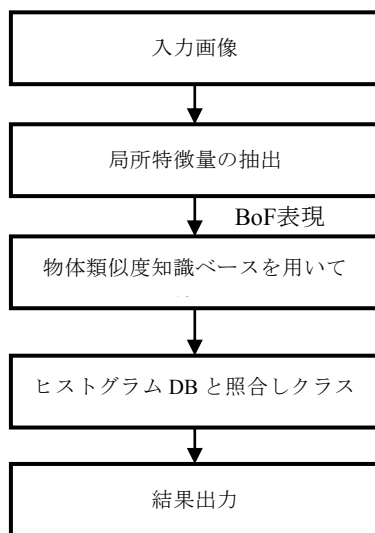 入力画像
局所特徴量の抽出
BoF表現
物体類似度知識ベースを用いて
ヒストグラム DB と照合しクラス
結果出力